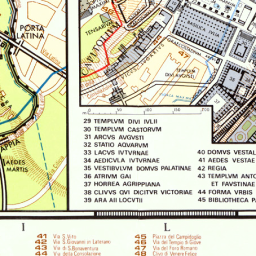 PORTA
LATINA
TENSARVM
TEMPLVM
DIVI AVG
APPIA
AEDES
MARTIS
29 TEMPLVM DIVI IVLII
30 TEMPLVM CASTORVM
31 ARCVS AVGVSTI
32 STATIO AQVARVM
33 LACVS IVTVRNAE
34 AEDICVLA IVTVRNAE
35 VESTIBVLVM DOMVS PALATINAE
36 ATRIVM GAI
37 HORREA AGRIPPIANA
38 CLIVVS QVI DICITVR VICTORIAE
39 ARA AII LOCVTII
40 DOMVS VESTAL
41 AEDES VESTAE
42 REGIA
43 TEMPLVM ANTO
ET FAVSTINAE
44 FORMA VRBIS
45 BIBLIOTHECA PA
I
L
41 Via S. Vito
42 Via S. Giovanni in Laterano
43 Via di S. Bonaventura
44 Via della Consolazione
45 Piazza del Campidoglio
46 Via del Tempio di Giove
47 Via del Foro Romano
48 Clivo di Venere Felice